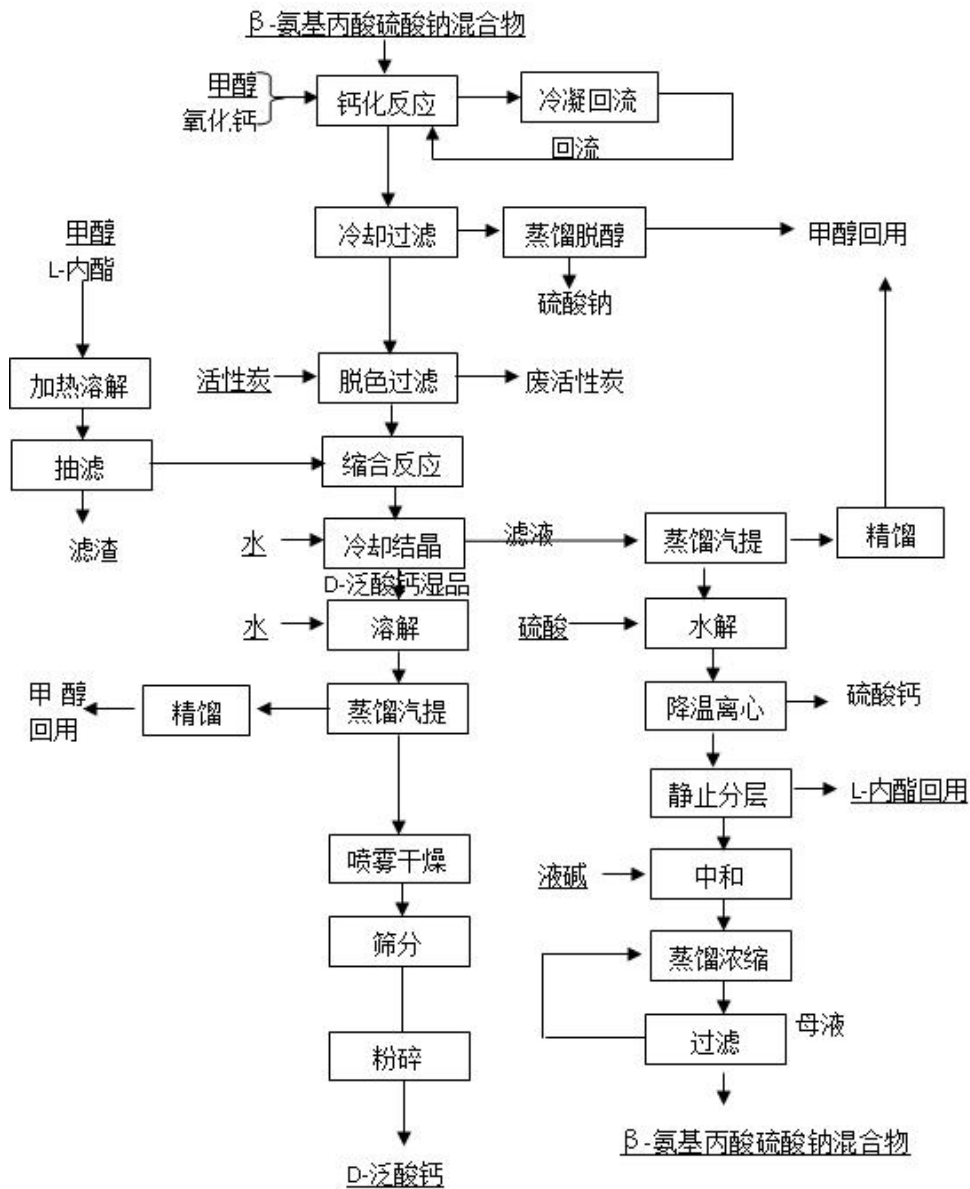 β-氨基丙酸硫酸钠混合物
甲醇
氧化钙
钙化反应
冷凝回流
回流
甲醇
L-内酯
冷却过滤
蒸馏脱醇
甲醇回用
硫酸钠
加热溶解
活性炭
脱色过滤
废活性炭
抽滤
缩合反应
滤渣
水
冷却结晶
滤液
蒸馏汽提
精馏
D-泛酸钙湿品
水
溶解
硫酸
水解
甲 醇
回用
精馏
蒸馏汽提
降温离心
硫酸钙
静止分层
L-内酯回用
喷雾干燥
液碱
中和
筛分
蒸馏浓缩
粉碎
过滤
母液
β-氨基丙酸硫酸钠混合物
D-泛酸钙